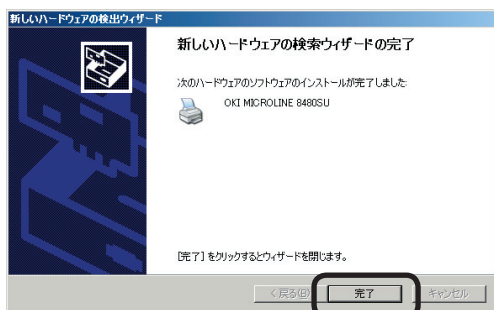 新しいハードウェアの検出ウィザード
新しいハードウェアの検索ウィザードの完了
次のハードウェアのソフトウェアのインストールが完了しました:
OKI MICROLINE 8480SU
[完了] をクリックするとウィザードを閉じます。
< 戻る(B)
完了
キャンセル